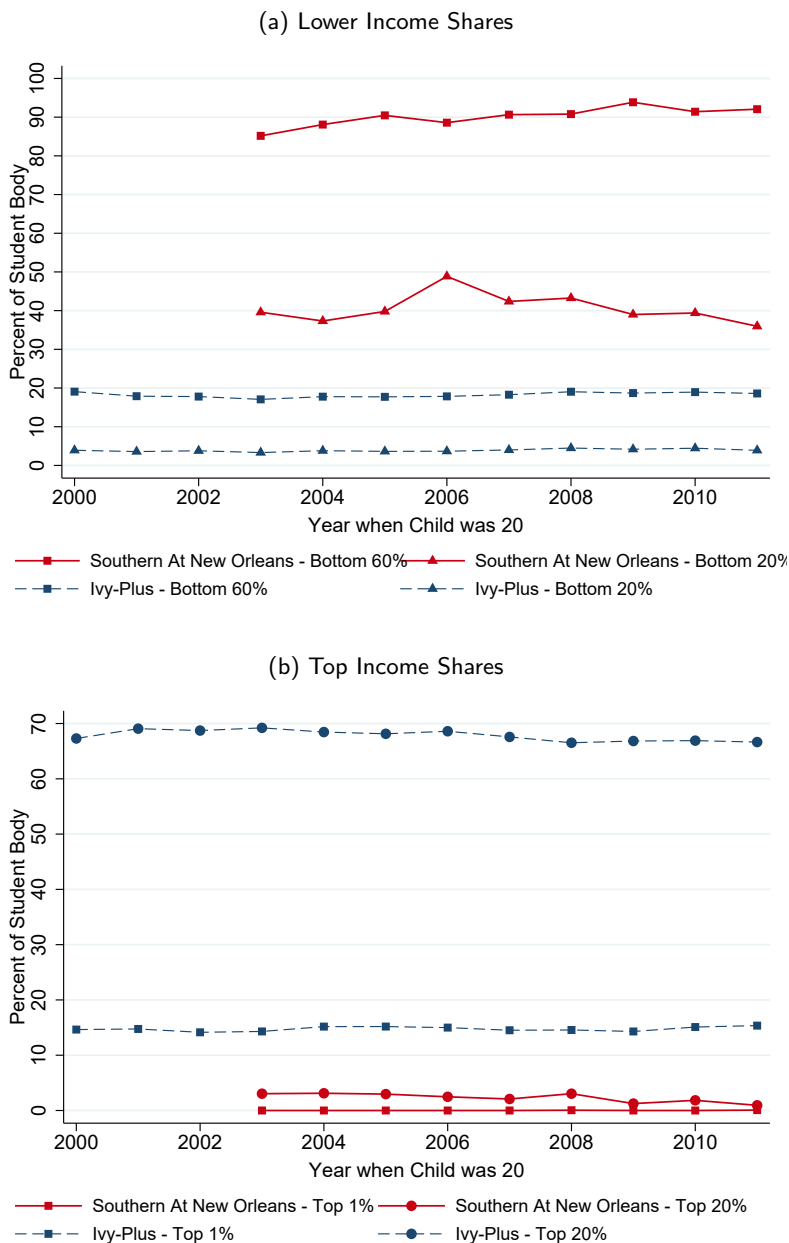 (a) Lower Income Shares
Percent of Student Body
100
90
80
70
60
50
40
30
20
10
0
2000 2002 2004 2006 2008 2010
Year when Child was 20
Southern At New Orleans - Bottom 60% Southern At New Orleans - Bottom 20%
Ivy-Plus - Bottom 60% Ivy-Plus - Bottom 20%
(b) Top Income Shares
Percent of Student Body
70
60
50
40
30
20
10
0
2000 2002 2004 2006 2008 2010
Year when Child was 20
Southern At New Orleans - Top 1% Southern At New Orleans - Top 20%
Ivy-Plus - Top 1% Ivy-Plus - Top 20%